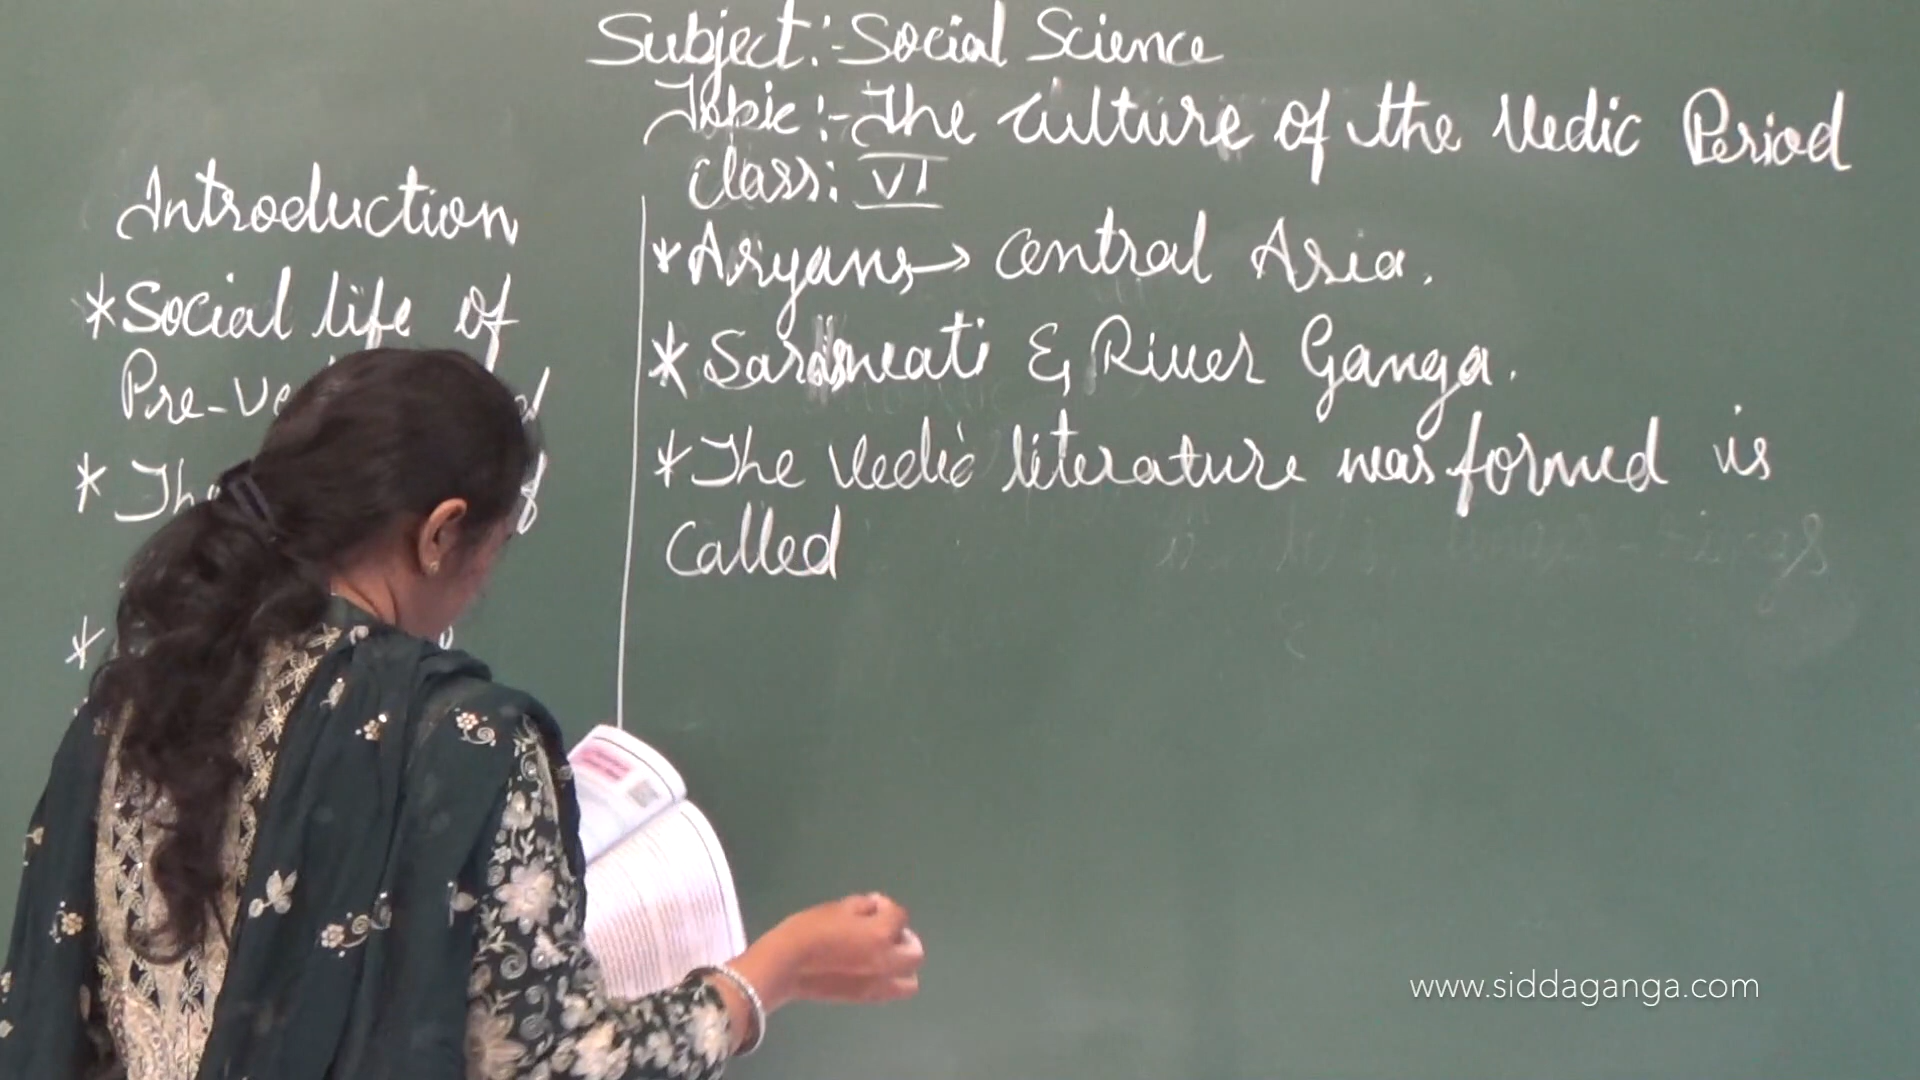 Subject:-Social Science
Topic:-The culture of the Vedic Period
class: VI
Introduction
*Social life of
Pre-ve
* Th
*
*Aryans→ central Asia.
*Saraswati & River Ganga.
*The Vedic literature was formed is
called
www.siddaganga.com